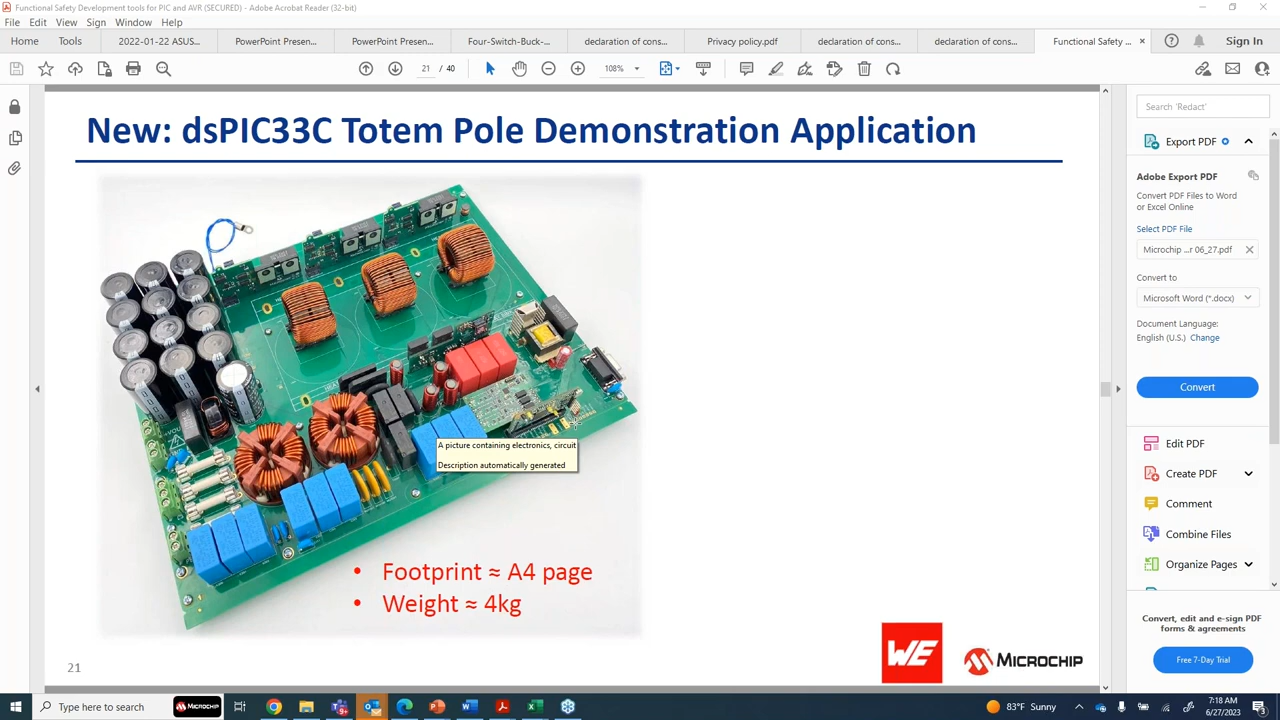 Functional Safety Development tools for PIC and AVR (SECURED) - Adobe Acrobat Reader (32-bit)
File Edit View Sign Window Help
Home Tools 2022-01-22 ASUS... PowerPoint Presen... PowerPoint Presen... Four-Switch-Buck-... declaration of cons... Privacy policy.pdf declaration of cons... declaration of cons... Functional Safety ... Sign In
21 / 40 108%
New: dsPIC33C Totem Pole Demonstration Application
A picture containing electronics, circuit
Description automatically generated
• Footprint ≈ A4 page
• Weight ≈ 4kg
21
WE MICROCHIP
Search 'Redact'
Export PDF
Adobe Export PDF
Convert PDF Files to Word
or Excel Online
Select PDF File
Microchip ...r 06_27.pdf
Convert to
Microsoft Word (*.docx)
Document Language:
English (U.S.) Change
Convert
Edit PDF
Create PDF
Comment
Combine Files
Organize Pages
Convert, edit and e-sign PDF
forms & agreements
Free 7-Day Trial
Type here to search
MICROCHIP
83°F Sunny
7:18 AM
6/27/2023